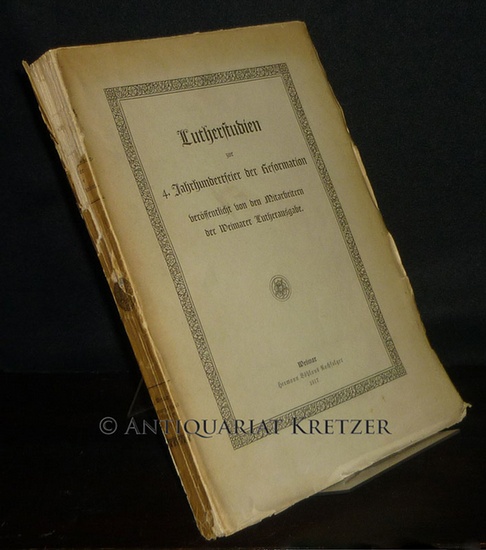 Lutherstudien
zur
4. Jahrhundertfeier der Reformation
veröffentlicht von den Mitarbeitern
der Weimarer Lutherausgabe.
Weimar
Hermann Böhlaus Nachfolger
1917.
© Antiquariat Kretzer